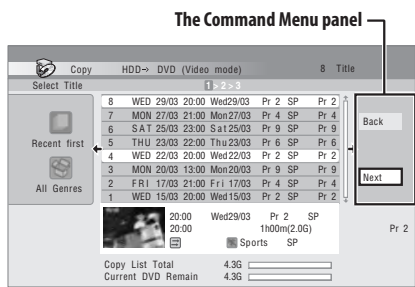 The Command Menu panel
Copy HDD→ DVD (Video mode) 8 Title
Select Title 1 > 2 > 3
8 WED 29/03 20:00 Wed29/03 Pr 2 SP Pr 2
7 MON 27/03 21:00 Mon27/03 Pr 4 SP Pr 4
6 SAT 25/03 23:00 Sat25/03 Pr 9 SP Pr 9
5 THU 23/03 22:00 Thu23/03 Pr 6 SP Pr 6
4 WED 22/03 20:00 Wed22/03 Pr 2 SP Pr 2
3 MON 20/03 13:00 Mon20/03 Pr 9 SP Pr 9
2 FRI 17/03 21:00 Fri 17/03 Pr 4 SP Pr 4
1 WED 15/03 20:00 Wed15/03 Pr 2 SP Pr 2
Recent first
All Genres
Back
Next
20:00 Wed29/03 Pr 2 SP
20:00 1h00m(2.0G) Pr 2
Sports SP
Copy List Total 4.3G
Current DVD Remain 4.3G